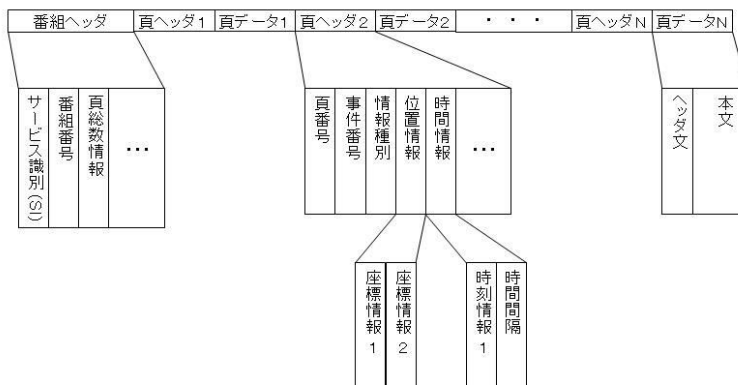 番組ヘッダ
頁ヘッダ1
頁データ1
頁ヘッダ2
頁データ2
・・・
頁ヘッダN
頁データN
サービス識別(SI)
番組番号
頁総数情報
…
頁番号
事件番号
情報種別
位置情報
時間情報
…
ヘッダ文
本文
座標情報1
座標情報2
時刻情報1
時間間隔